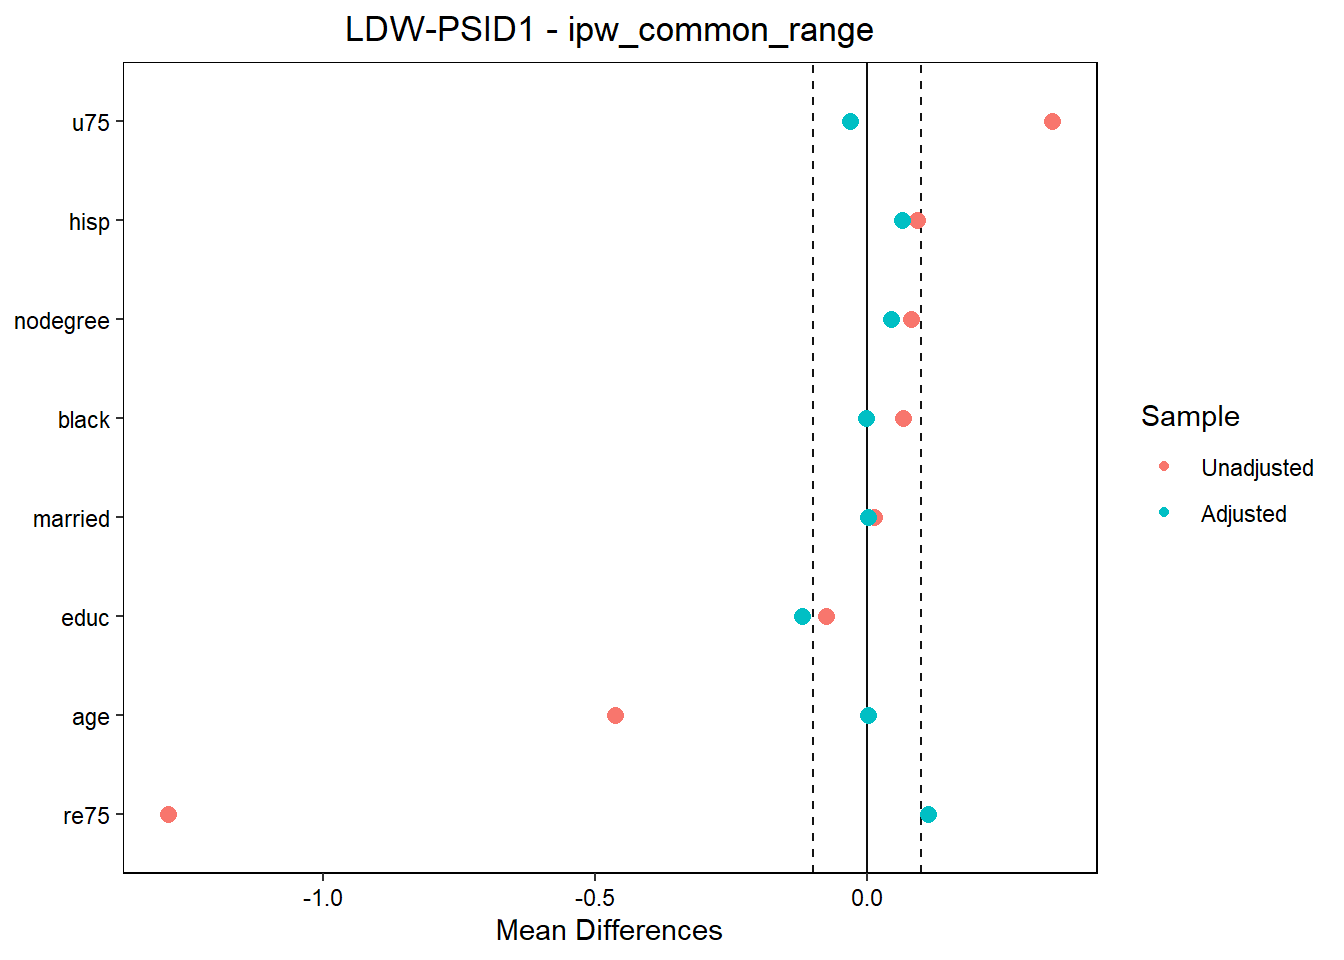 LDW-PSID1 - ipw_common_range
u75
hisp
nodegree
black
married
educ
age
re75
-1.0
-0.5
0.0
Mean Differences
Sample
Unadjusted
Adjusted